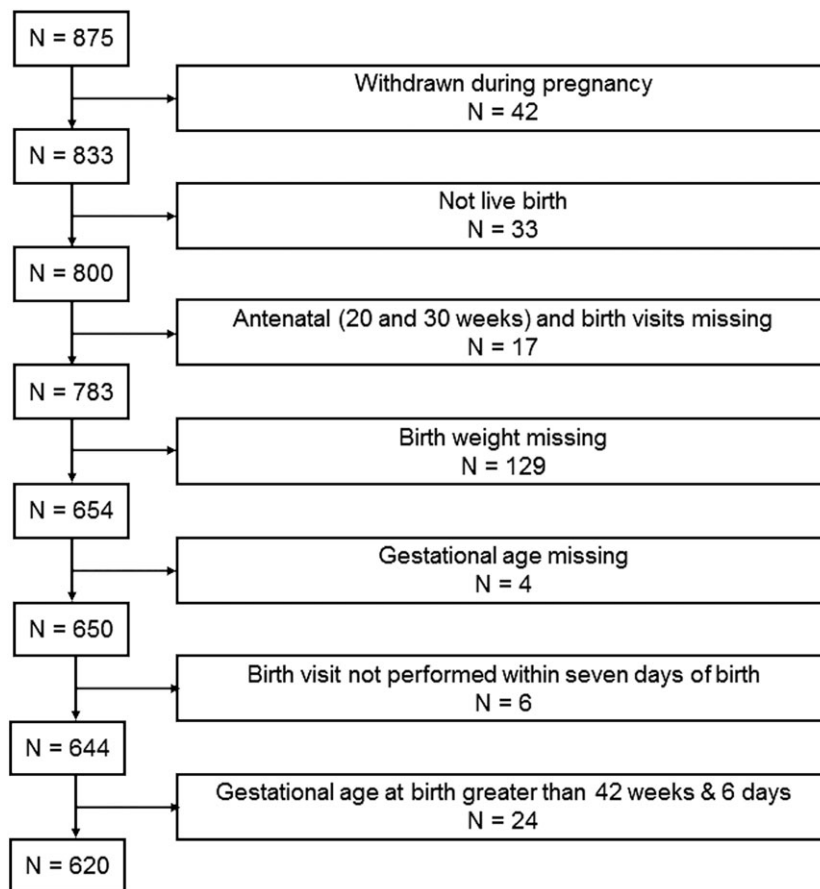 N = 875
Withdrawn during pregnancy
N = 42
N = 833
Not live birth
N = 33
N = 800
Antenatal (20 and 30 weeks) and birth visits missing
N = 17
N = 783
Birth weight missing
N = 129
N = 654
Gestational age missing
N = 4
N = 650
Birth visit not performed within seven days of birth
N = 6
N = 644
Gestational age at birth greater than 42 weeks & 6 days
N = 24
N = 620